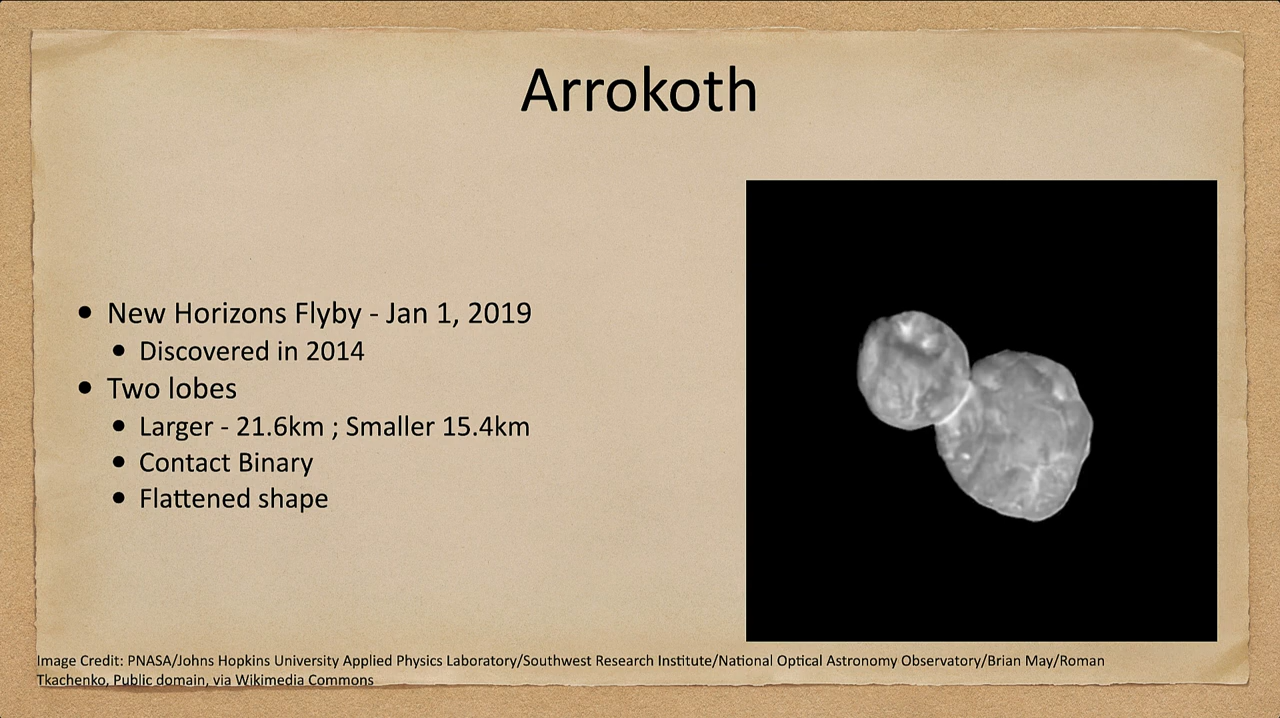 Arrokoth
• New Horizons Flyby - Jan 1, 2019
• Discovered in 2014
• Two lobes
• Larger - 21.6km ; Smaller 15.4km
• Contact Binary
• Flattened shape
Image Credit: PNASA/Johns Hopkins University Applied Physics Laboratory/Southwest Research Institute/National Optical Astronomy Observatory/Brian May/Roman
Tkachenko, Public domain, via Wikimedia Commons